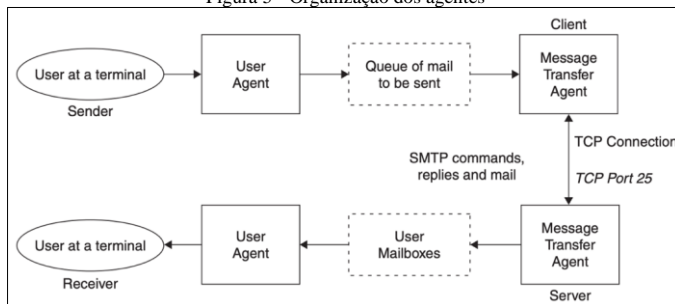 Figura 3 - Organização dos agentes
Client
User at a terminal
User
Agent
Queue of mail
to be sent
Message
Transfer
Agent
Sender
TCP Connection
SMTP commands,
replies and mail
TCP Port 25
User at a terminal
User
Agent
User
Mailboxes
Message
Transfer
Agent
Receiver
Server